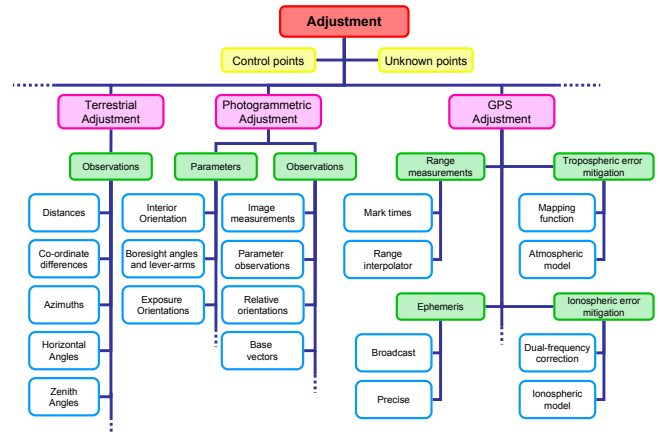 Adjustment
Control points
Unknown points
Terrestrial
Adjustment
Photogrammetric
Adjustment
GPS
Adjustment
Observations
Parameters
Observations
Range
measurements
Tropospheric error
mitigation
Distances
Co-ordinate
differences
Azimuths
Horizontal
Angles
Zenith
Angles
Interior
Orientation
Boresight angles
and lever-arms
Exposure
Orientations
Image
measurements
Parameter
observations
Relative
orientations
Base
vectors
Mark times
Range
interpolator
Mapping
function
Atmospheric
model
Ephemeris
Ionospheric error
mitigation
Broadcast
Precise
Dual-frequency
correction
Ionospheric
model